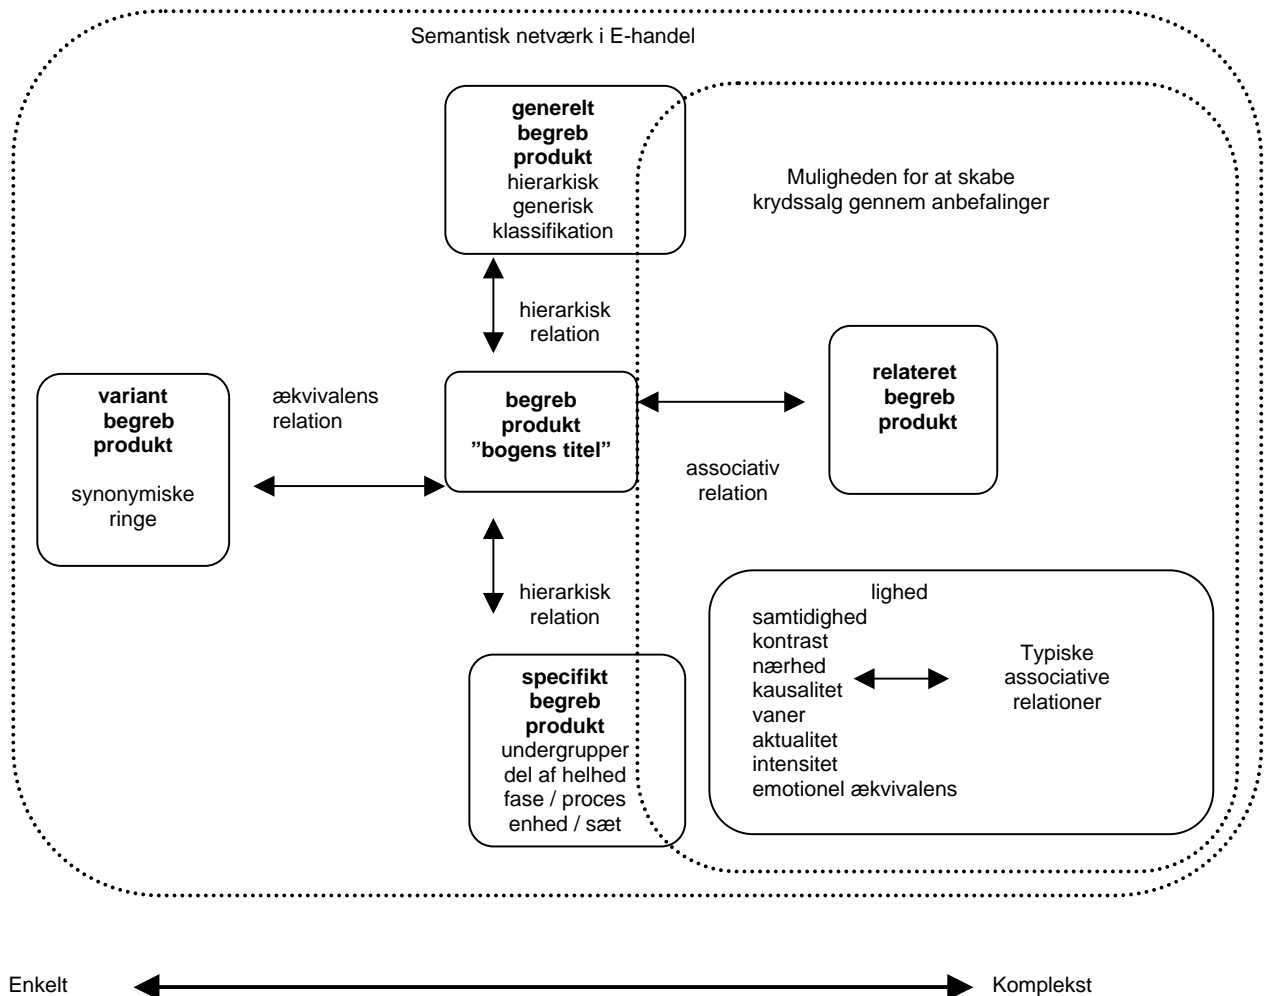 Semantisk netværk i E-handel
generelt
begreb
produkt
hierarkisk
generisk
klassifikation
Muligheden for at skabe
krydssalg gennem anbefalinger
hierarkisk
relation
variant
begreb
produkt
synonymiske
ringe
ækvivalens
relation
begreb
produkt
”bogens titel”
relateret
begreb
produkt
associativ
relation
hierarkisk
relation
specifikt
begreb
produkt
undergrupper
del af helhed
fase / proces
enhed / sæt
lighed
samtidighed
kontrast
nærhed
kausalitet
vaner
aktualitet
intensitet
emotionel ækvivalens
Typiske
associative
relationer
Enkelt
Komplekst